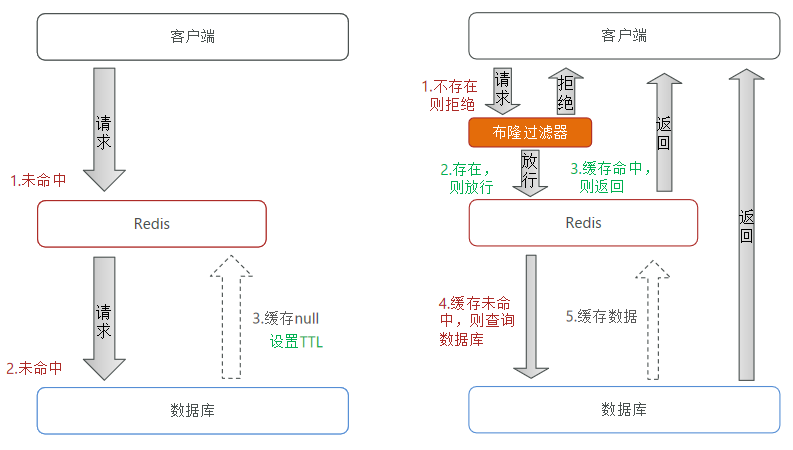 客户端
请求
1.未命中
Redis
请求
3.缓存null
设置TTL
2.未命中
数据库
客户端
1.不存在
则拒绝
请求
拒绝
布隆过滤器
2.存在，
则放行
放行
3.缓存命中，
则返回
返回
Redis
返回
4.缓存未命
中，则查询
数据库
5.缓存数据
数据库